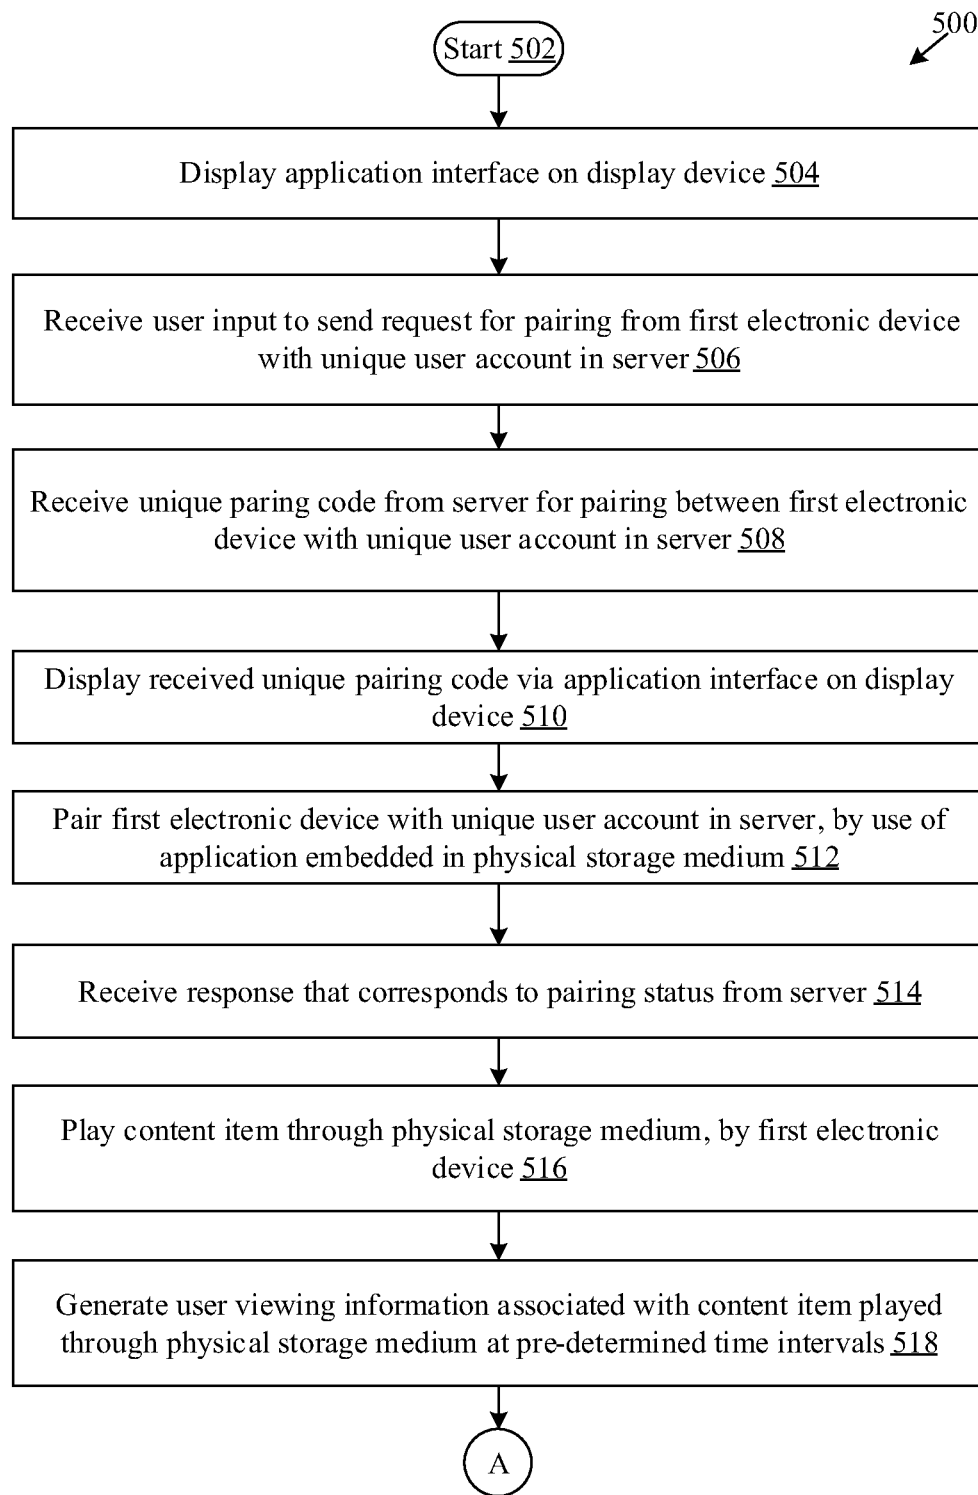 500
Start 502
Display application interface on display device 504
Receive user input to send request for pairing from first electronic device
with unique user account in server 506
Receive unique paring code from server for pairing between first electronic
device with unique user account in server 508
Display received unique pairing code via application interface on display
device 510
Pair first electronic device with unique user account in server, by use of
application embedded in physical storage medium 512
Receive response that corresponds to pairing status from server 514
Play content item through physical storage medium, by first electronic
device 516
Generate user viewing information associated with content item played
through physical storage medium at pre-determined time intervals 518
A